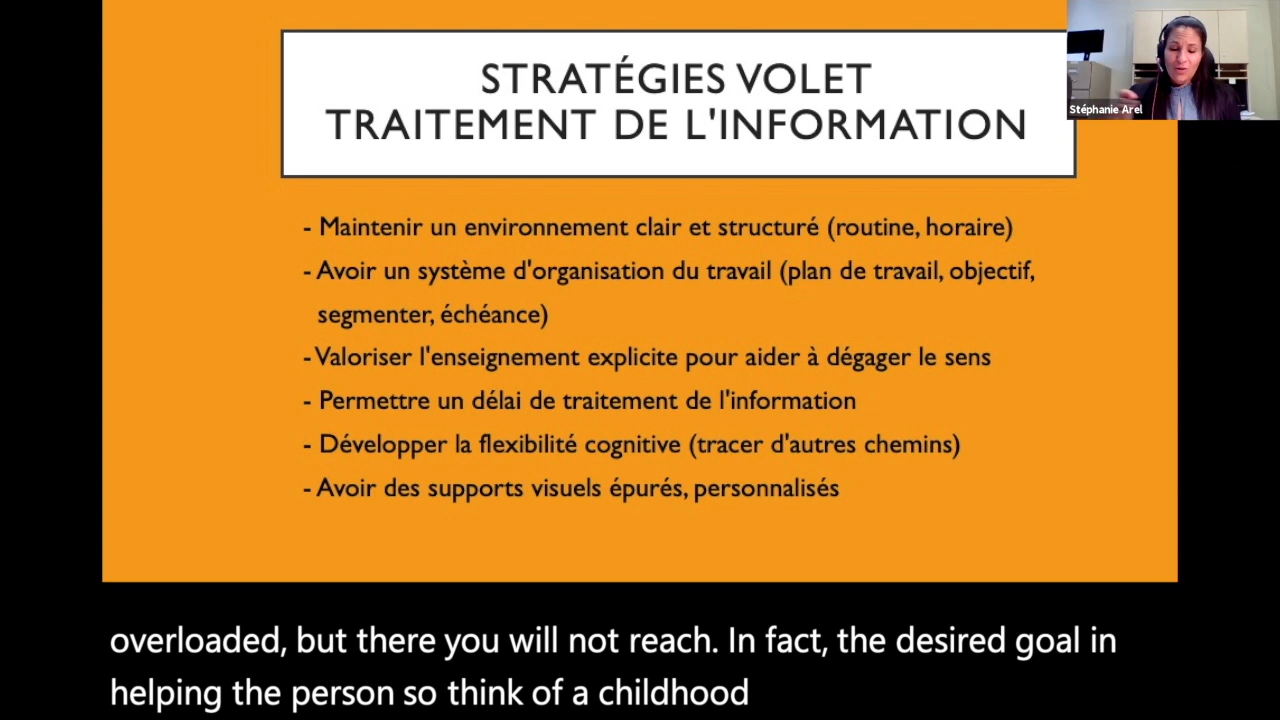 STRATÉGIES VOLET
TRAITEMENT DE L'INFORMATION
Stéphanie Arel
- Maintenir un environnement clair et structuré (routine, horaire)
- Avoir un système d'organisation du travail (plan de travail, objectif,
segmenter, échéance)
- Valoriser l'enseignement explicite pour aider à dégager le sens
- Permettre un délai de traitement de l'information
- Développer la flexibilité cognitive (tracer d'autres chemins)
- Avoir des supports visuels épurés, personnalisés
overloaded, but there you will not reach. In fact, the desired goal in
helping the person so think of a childhood